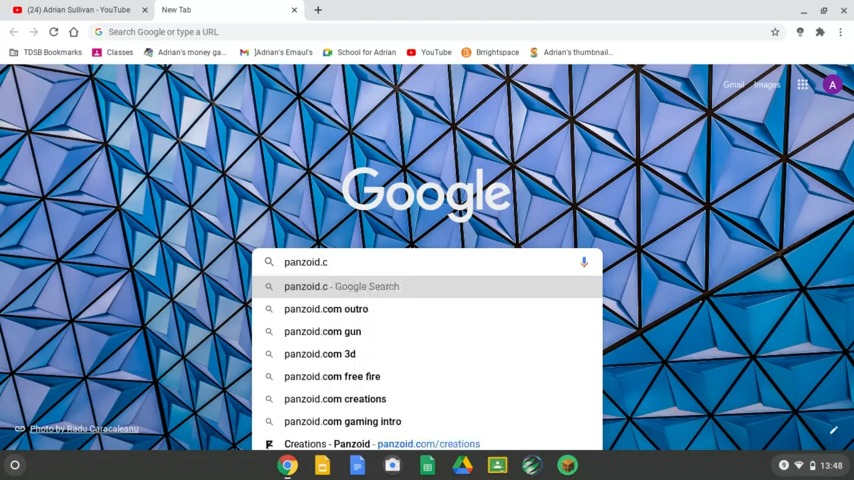 (24) Adrian Sullivan - YouTube
New Tab
Search Google or type a URL
TDSB Bookmarks
Classes
Adrian's money ga...
]Adrian's Emaul's
School for Adrian
YouTube
Brrightspace
Adrian's thumbnail...
Gmail
Images
A
Google
panzoid.c
panzoid.c - Google Search
panzoid.com outro
panzoid.com gun
panzoid.com 3d
panzoid.com free fire
panzoid.com creations
panzoid.com gaming intro
Creations - Panzoid - panzoid.com/creations
Photo by Radu Caracaleanu
13:48